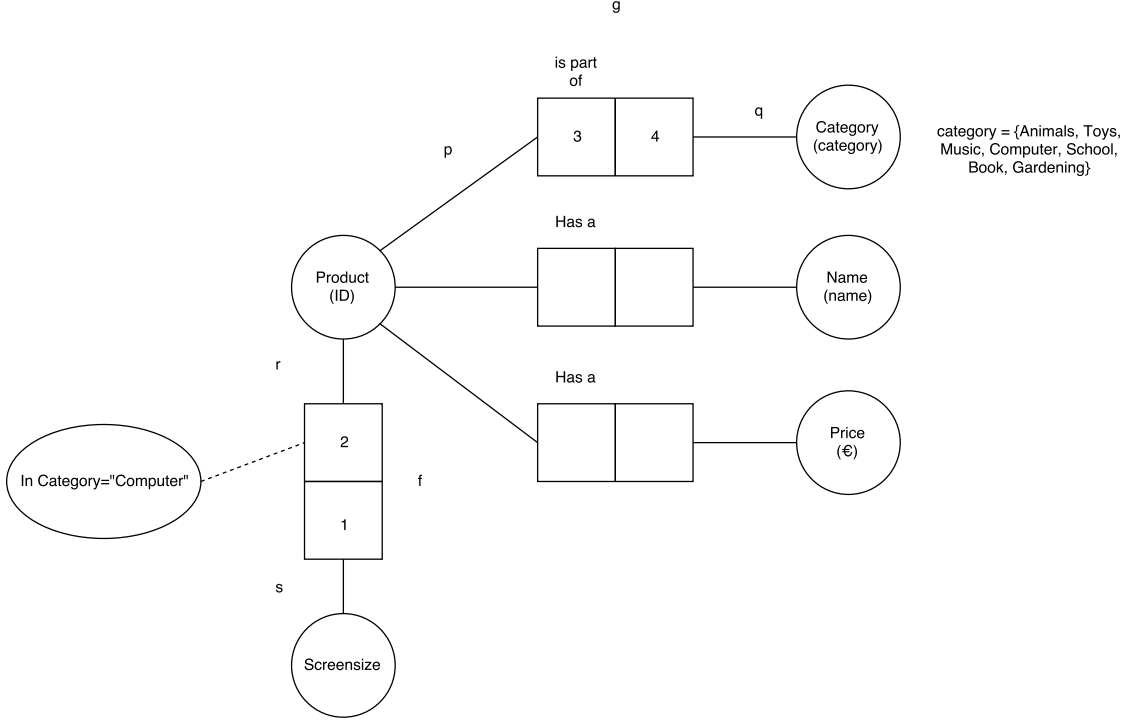 g
is part
of
3
4
q
Category
(category)
category = {Animals, Toys,
Music, Computer, School,
Book, Gardening}
p
Has a
Product
(ID)
Name
(name)
r
Has a
2
Price
(€)
In Category="Computer"
f
1
s
Screensize